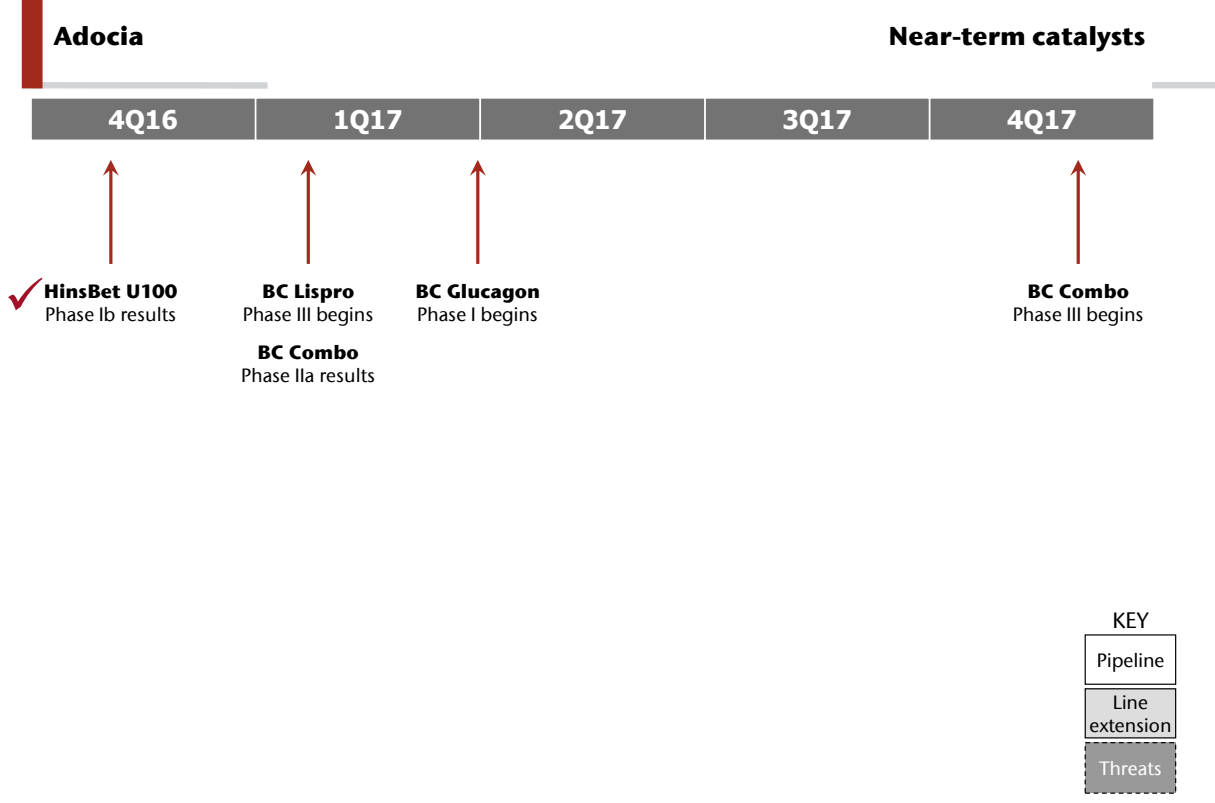 Adocia
Near-term catalysts
4Q16
1Q17
2Q17
3Q17
4Q17
HinsBet U100
Phase Ib results
BC Lispro
Phase III begins
BC Combo
Phase IIa results
BC Glucagon
Phase I begins
BC Combo
Phase III begins
KEY
Pipeline
Line
extension
Threats